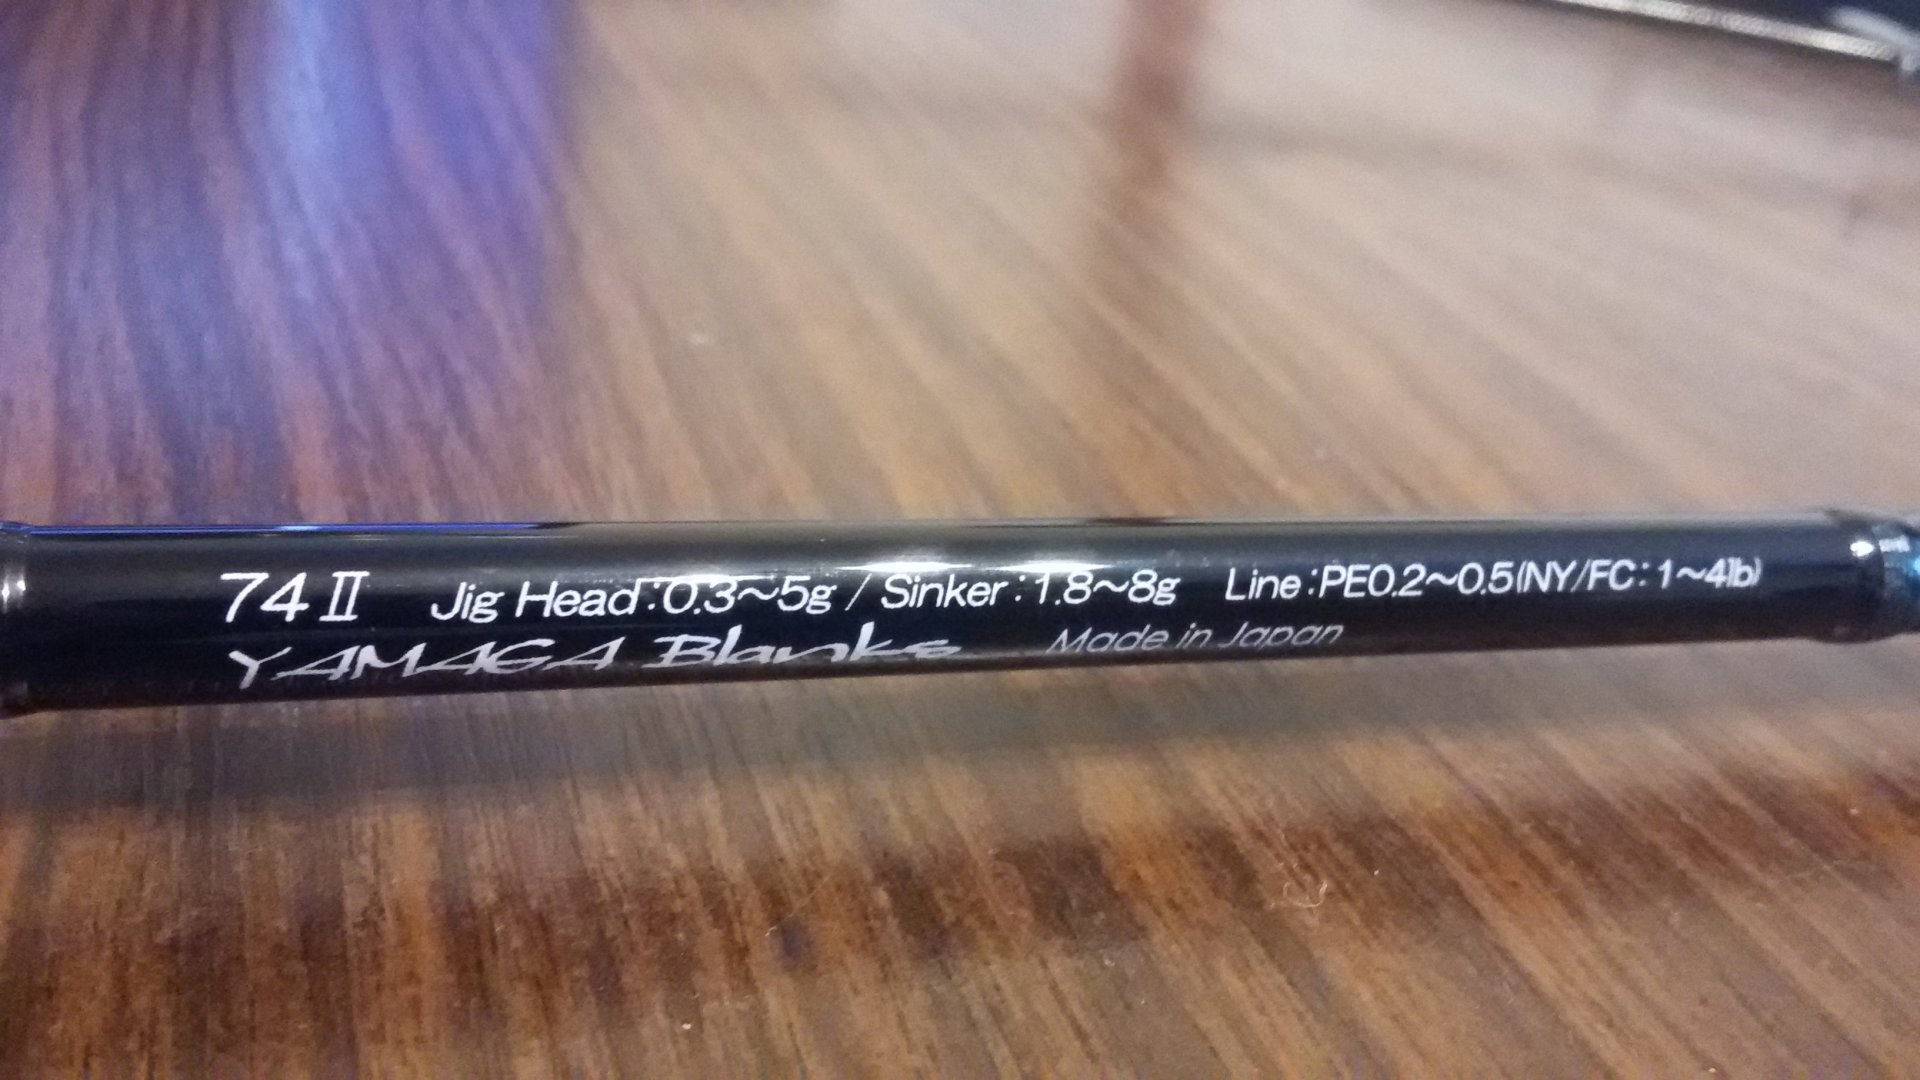 74 II Jig Head:0.3~5g / Sinker:1.8~8g Line:PE0.2~0.5(NY/FC:1~4lb)
YAMAGA Blanks Made in Japan